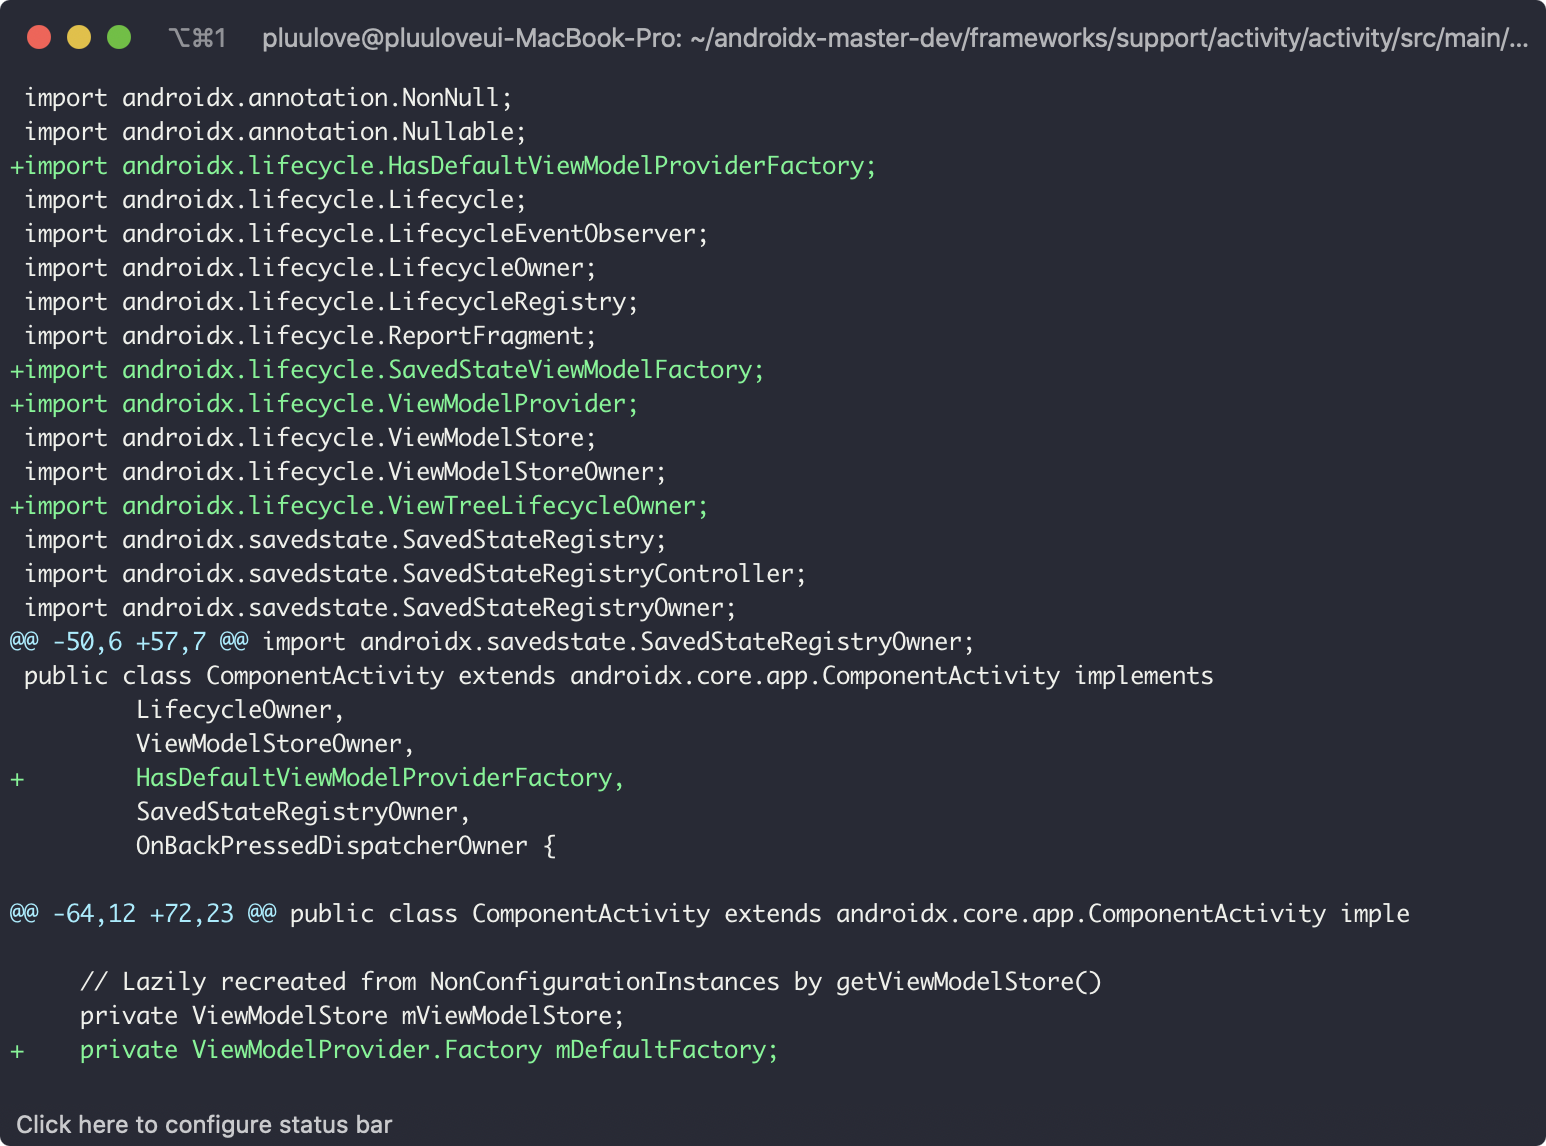 ⌥⌘1 pluulove@pluuloveui-MacBook-Pro: ~/androidx-master-dev/frameworks/support/activity/activity/src/main/...
 import androidx.annotation.NonNull;
 import androidx.annotation.Nullable;
+import androidx.lifecycle.HasDefaultViewModelProviderFactory;
 import androidx.lifecycle.Lifecycle;
 import androidx.lifecycle.LifecycleEventObserver;
 import androidx.lifecycle.LifecycleOwner;
 import androidx.lifecycle.LifecycleRegistry;
 import androidx.lifecycle.ReportFragment;
+import androidx.lifecycle.SavedStateViewModelFactory;
+import androidx.lifecycle.ViewModelProvider;
 import androidx.lifecycle.ViewModelStore;
 import androidx.lifecycle.ViewModelStoreOwner;
+import androidx.lifecycle.ViewTreeLifecycleOwner;
 import androidx.savedstate.SavedStateRegistry;
 import androidx.savedstate.SavedStateRegistryController;
 import androidx.savedstate.SavedStateRegistryOwner;
@@ -50,6 +57,7 @@ import androidx.savedstate.SavedStateRegistryOwner;
 public class ComponentActivity extends androidx.core.app.ComponentActivity implements
         LifecycleOwner,
         ViewModelStoreOwner,
+        HasDefaultViewModelProviderFactory,
         SavedStateRegistryOwner,
         OnBackPressedDispatcherOwner {
@@ -64,12 +72,23 @@ public class ComponentActivity extends androidx.core.app.ComponentActivity imple
     // Lazily recreated from NonConfigurationInstances by getViewModelStore()
     private ViewModelStore mViewModelStore;
+    private ViewModelProvider.Factory mDefaultFactory;
Click here to configure status bar